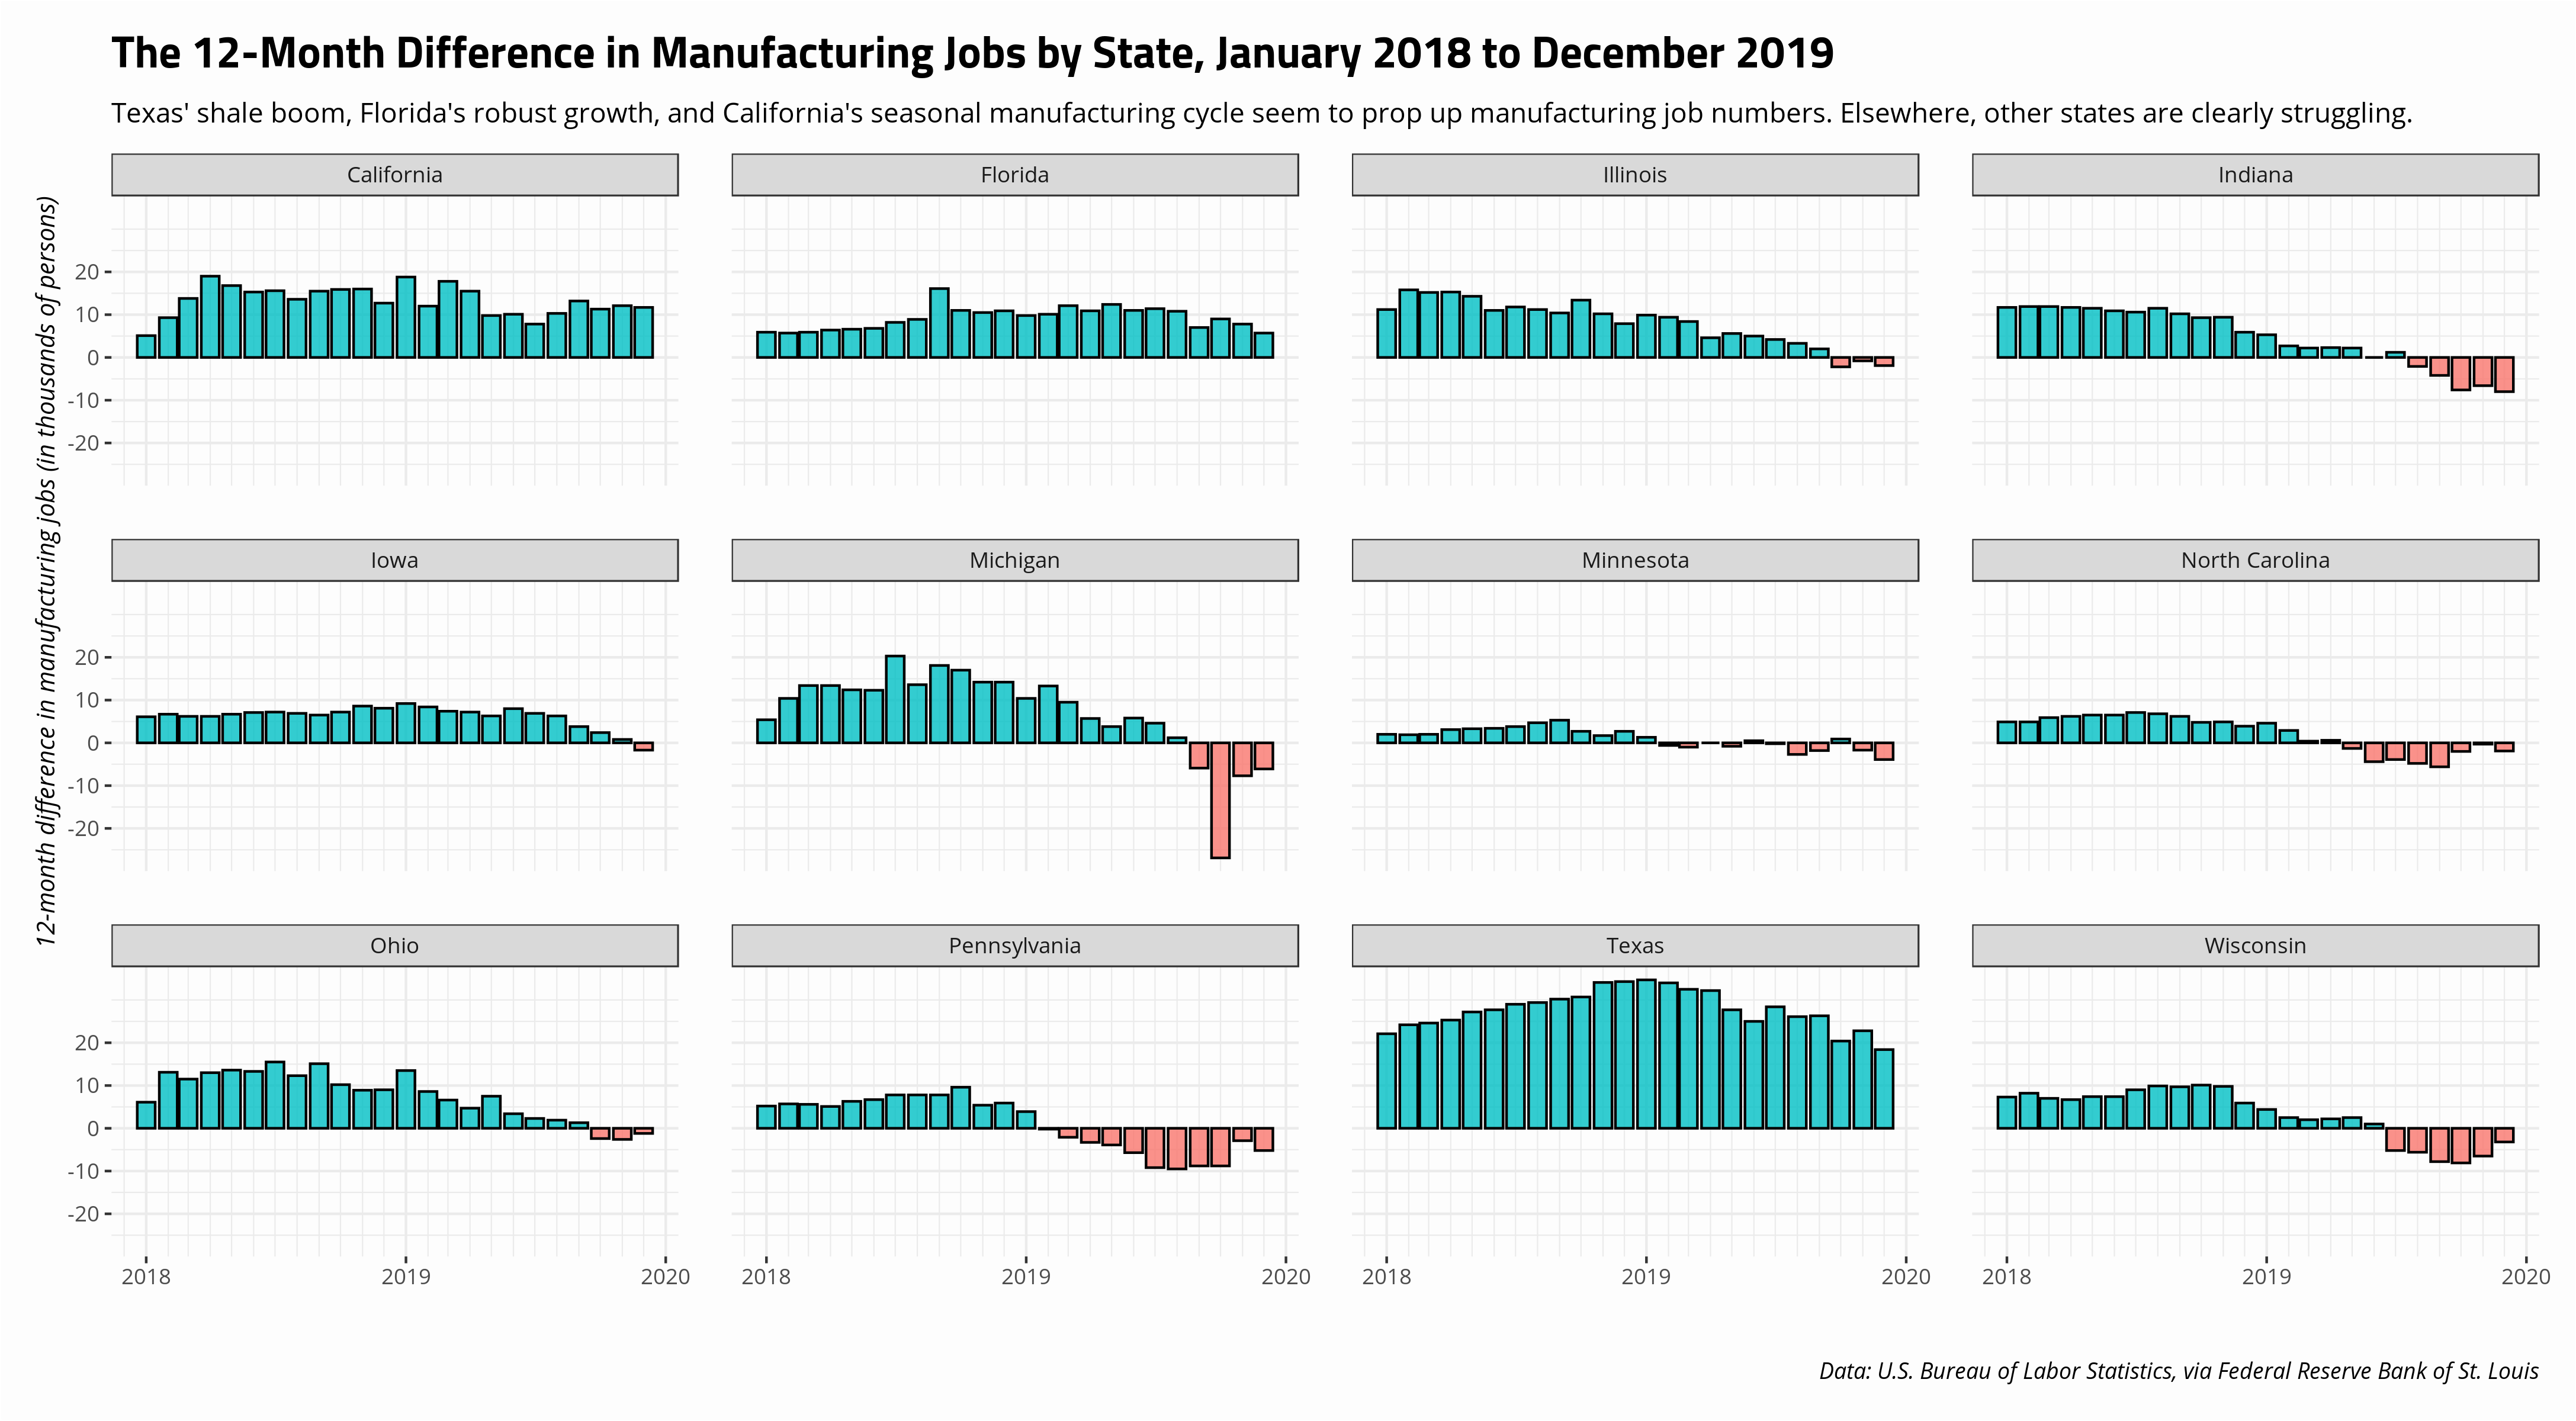 The 12-Month Difference in Manufacturing Jobs by State, January 2018 to December 2019
Texas' shale boom, Florida's robust growth, and California's seasonal manufacturing cycle seem to prop up manufacturing job numbers. Elsewhere, other states are clearly struggling.
12-month difference in manufacturing jobs (in thousands of persons)
California
Florida
Illinois
Indiana
20
10
0
-10
-20
Iowa
Michigan
Minnesota
North Carolina
20
10
0
-10
-20
Ohio
Pennsylvania
Texas
Wisconsin
20
10
0
-10
-20
2018 2019 2020
2018 2019 2020
2018 2019 2020
2018 2019 2020
Data: U.S. Bureau of Labor Statistics, via Federal Reserve Bank of St. Louis